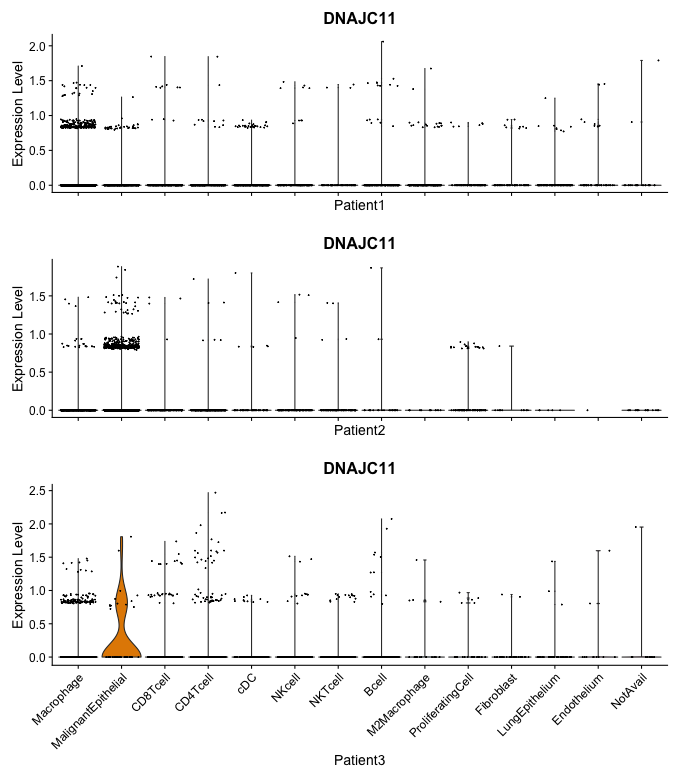 DNAJC11
Expression Level
2.0
1.5
1.0
0.5
0.0
Patient1
DNAJC11
Expression Level
1.5
1.0
0.5
0.0
Patient2
DNAJC11
Expression Level
2.5
2.0
1.5
1.0
0.5
0.0
Macrophage
MalignantEpithelial
CD8Tcell
CD4Tcell
cDC
NKcell
NKTcell
Bcell
M2Macrophage
ProliferatingCell
Fibroblast
LungEpithelium
Endothelium
NotAvail
Patient3